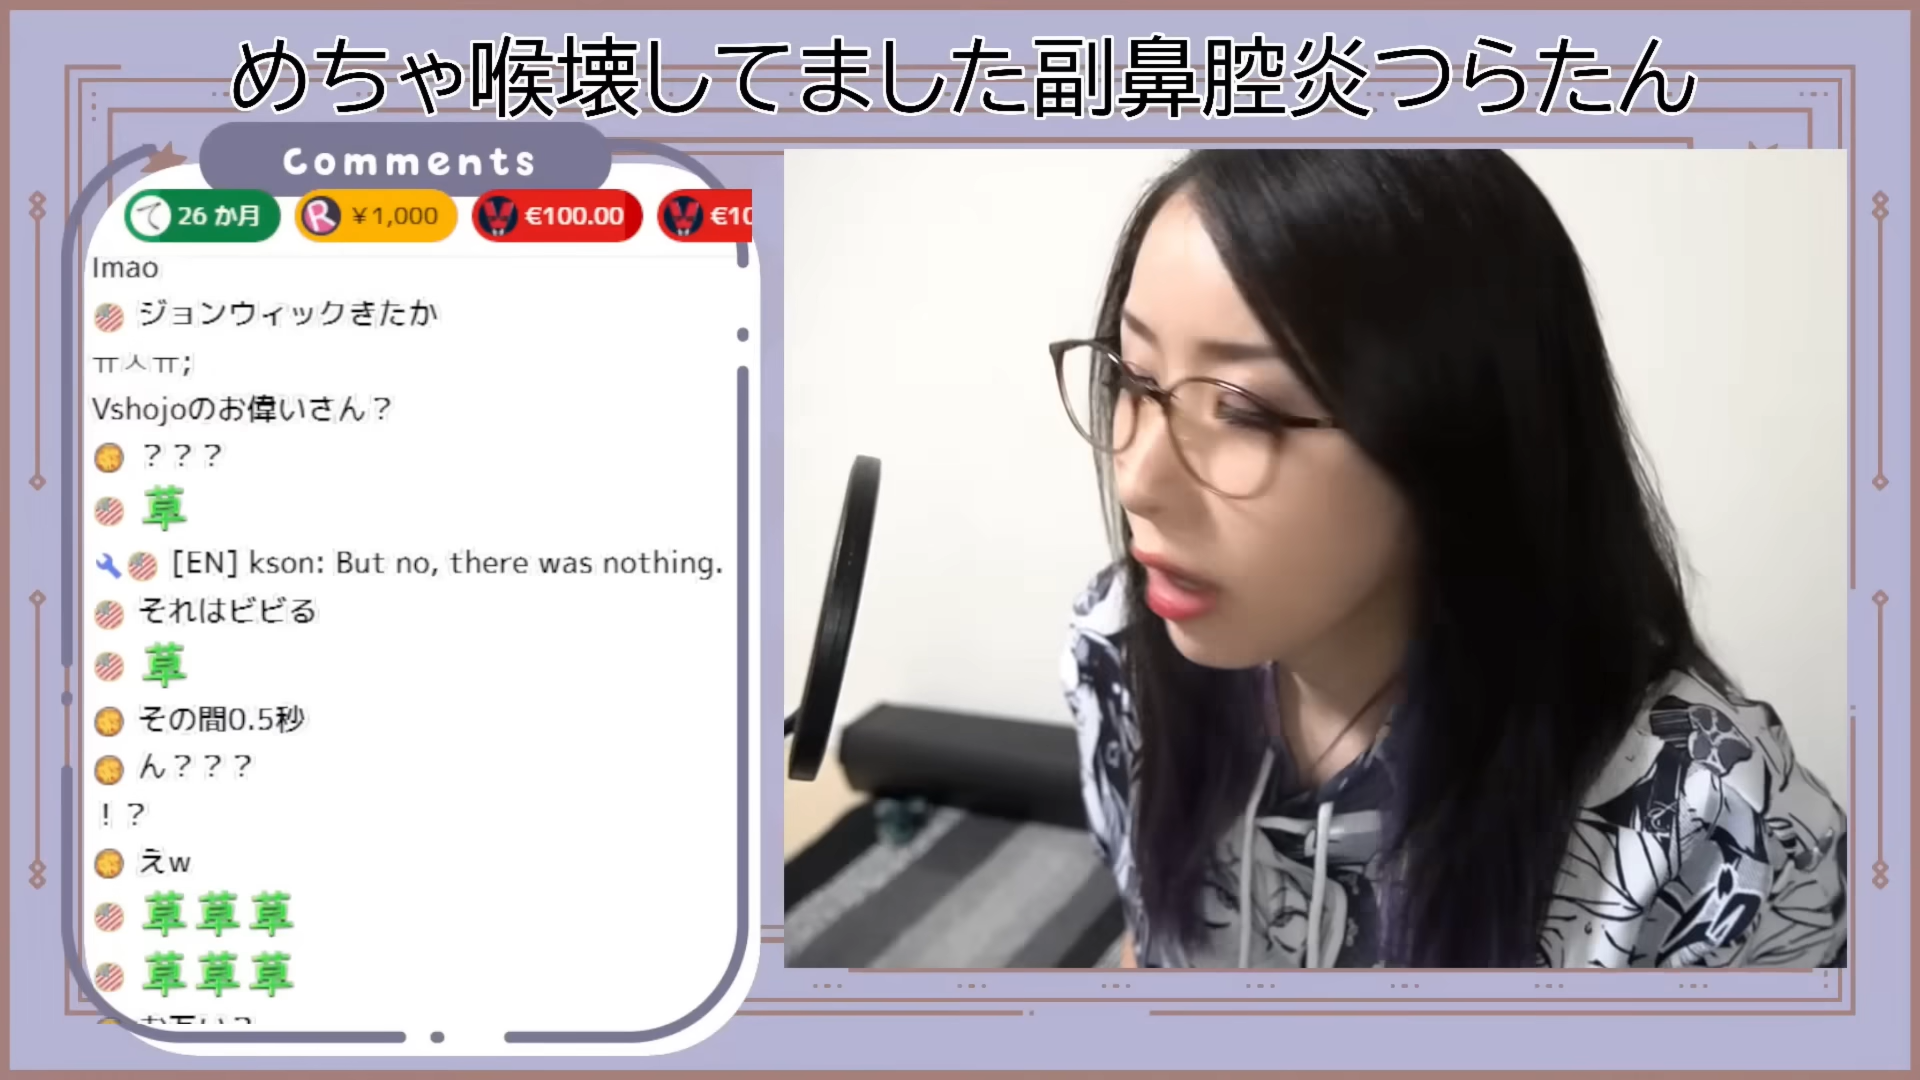 めちゃ喉壊してました副鼻腔炎つらたん
Comments
26 か月
¥1,000
€100.00
€10
lmao
ジョンウィックきたか
ㅠㅅㅠ;
Vshojoのお偉いさん？
？？？
草
[EN] kson: But no, there was nothing.
それはビビる
草
その間0.5秒
ん？？？
！？
えw
草草草
草草草